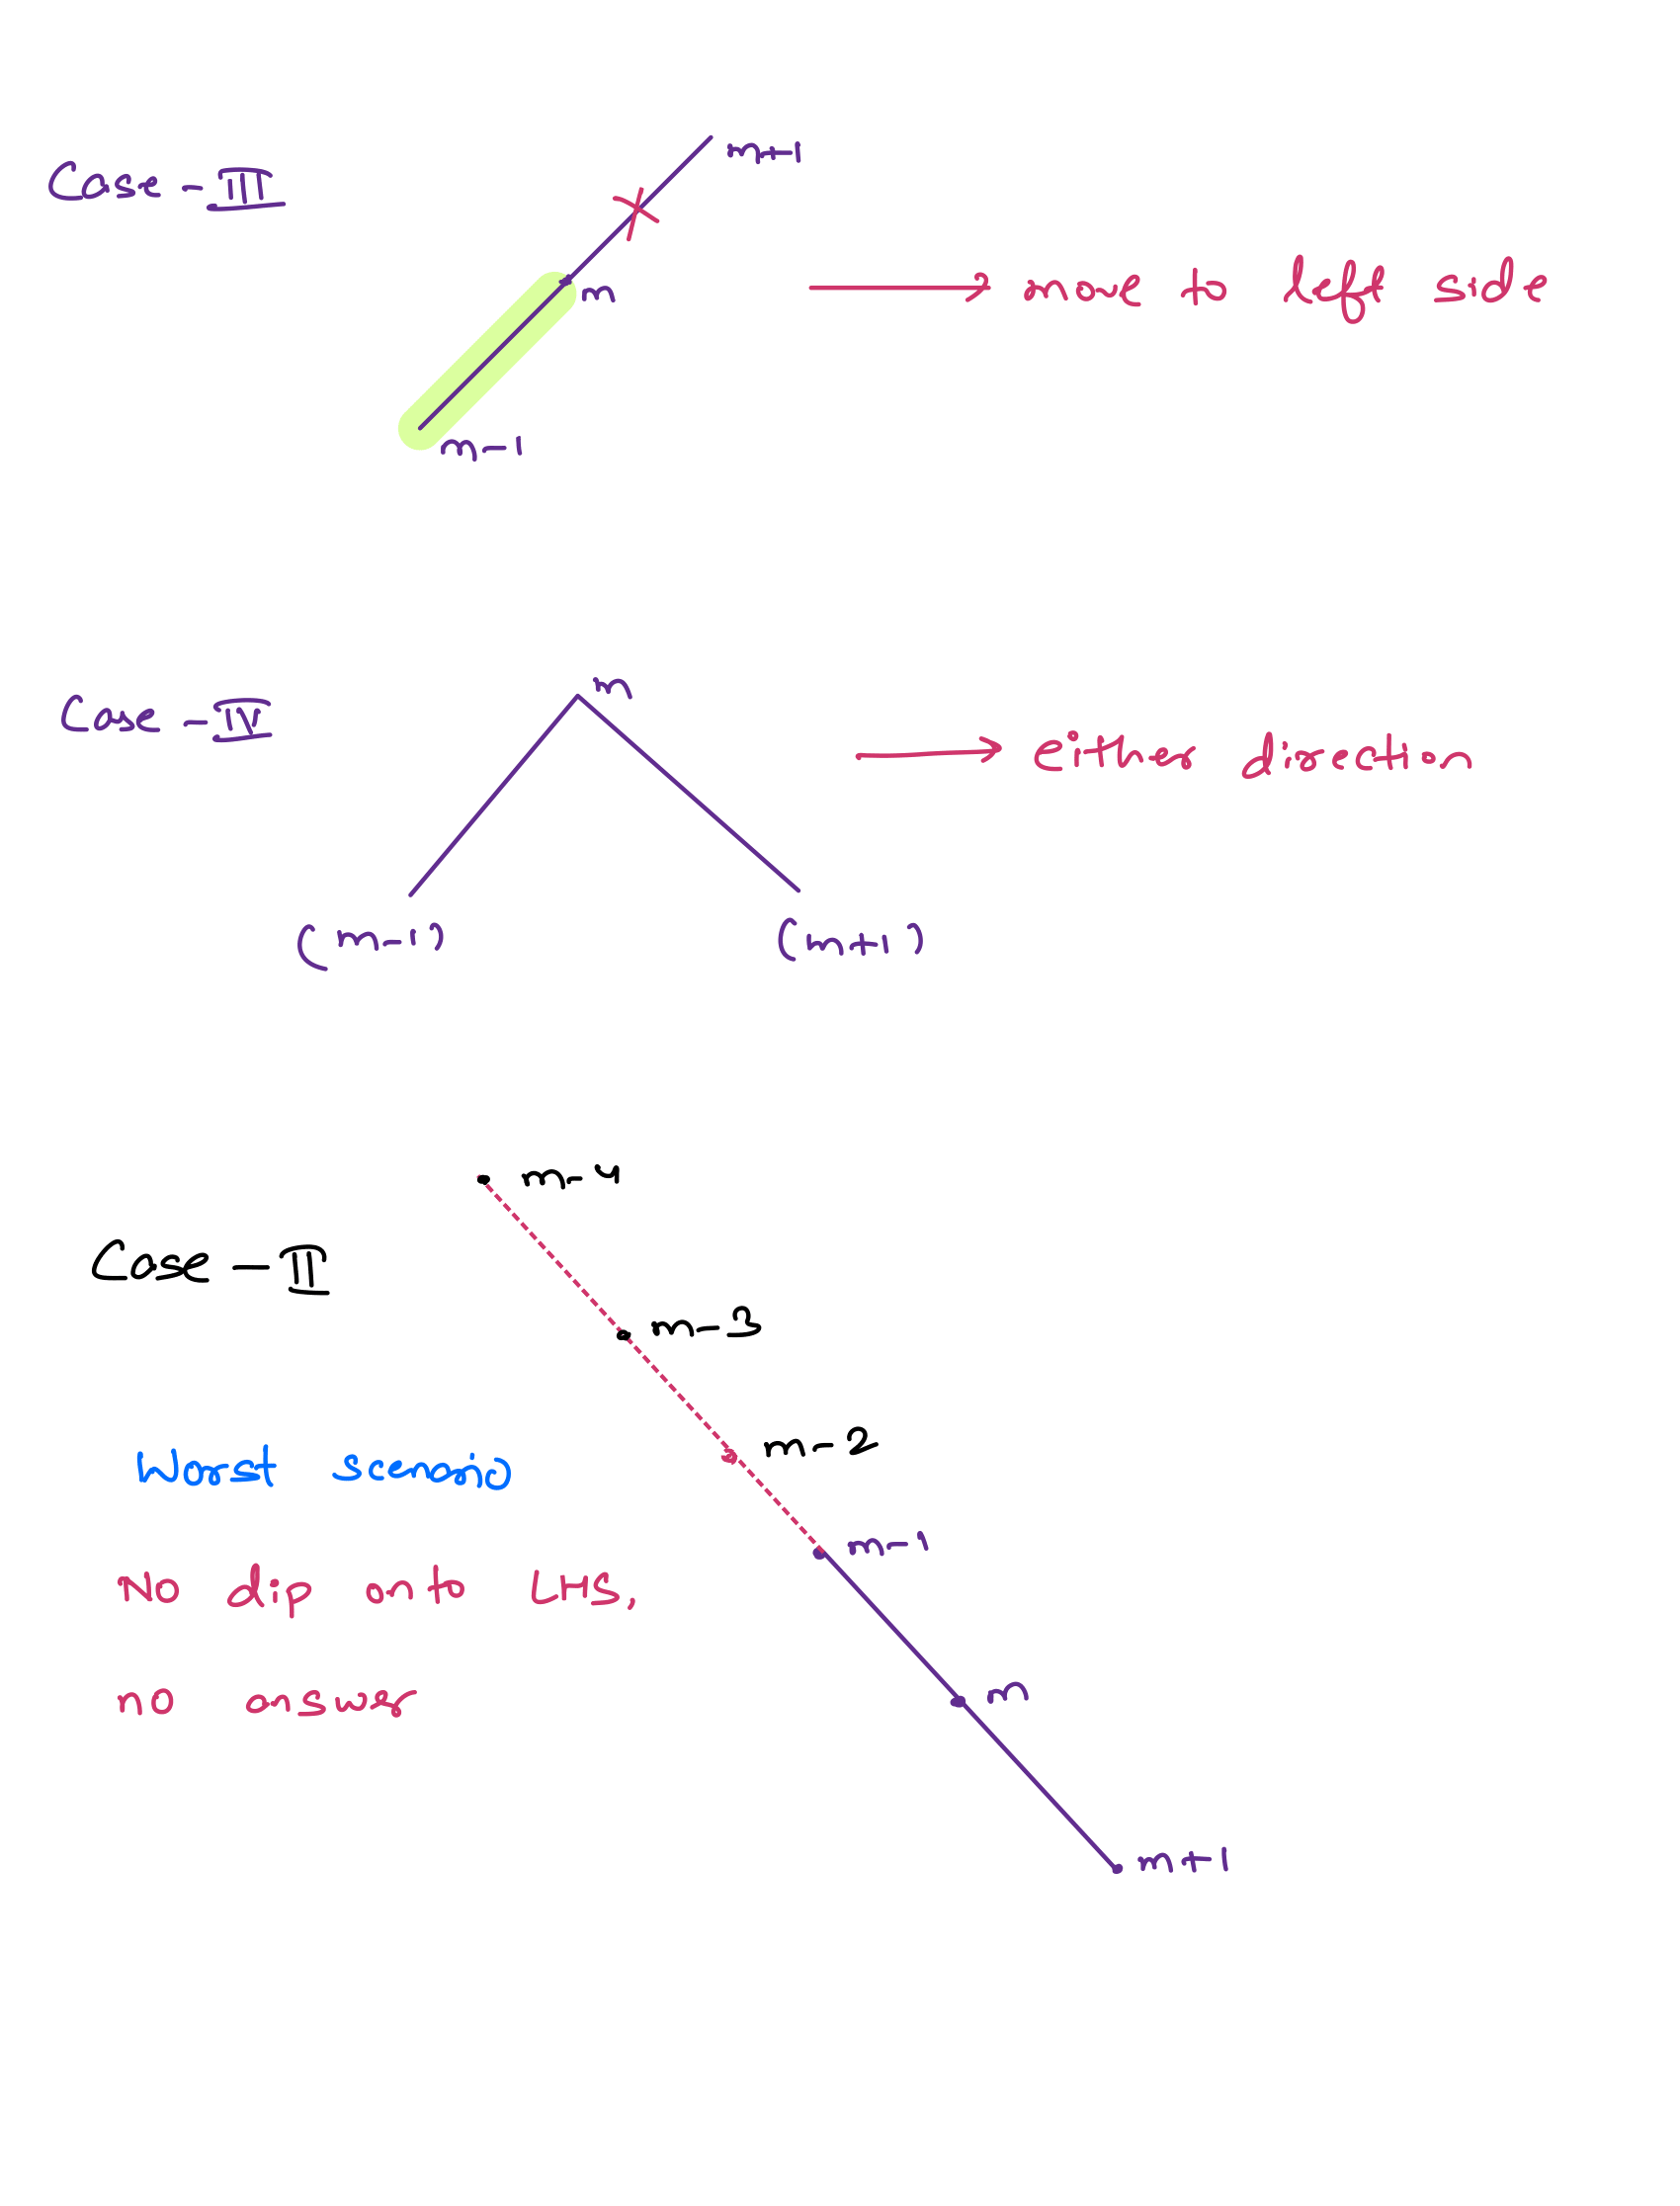 Case - III
m+1
m
m-1
→ move to left side
Case - IV
m
(m-1)
(m+1)
→ either direction
Case - II
m-4
m-3
m-2
m-1
m
m+1
Worst scenario
No dip onto LHS,
no answer